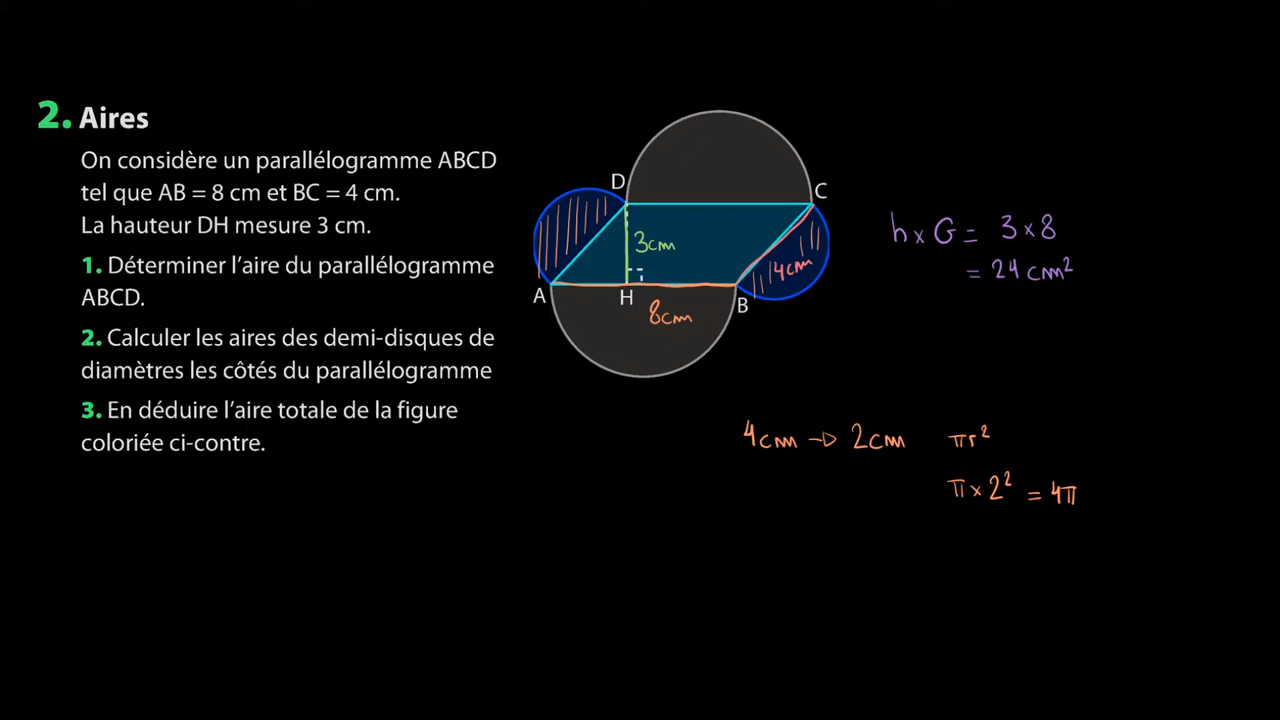 2. Aires
On considère un parallélogramme ABCD
tel que AB = 8 cm et BC = 4 cm.
La hauteur DH mesure 3 cm.
1. Déterminer l'aire du parallélogramme
ABCD.
2. Calculer les aires des demi-disques de
diamètres les côtés du parallélogramme
3. En déduire l'aire totale de la figure
coloriée ci-contre.
D
C
3cm
4cm
A
H
B
8cm
h × G = 3 × 8
= 24 cm²
4cm → 2cm πr²
π × 2² = 4π